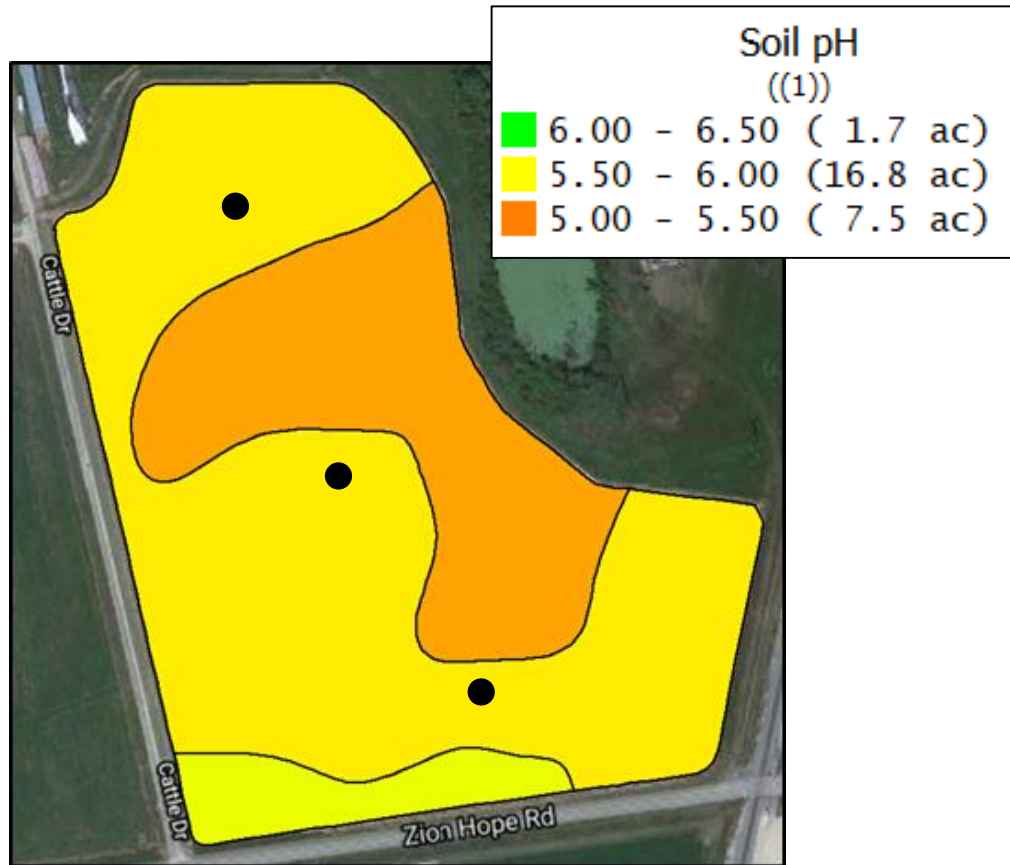 Soil pH
((1))
6.00 - 6.50 ( 1.7 ac)
5.50 - 6.00 (16.8 ac)
5.00 - 5.50 ( 7.5 ac)
Cattle Dr
Cattle Dr
Zion Hope Rd